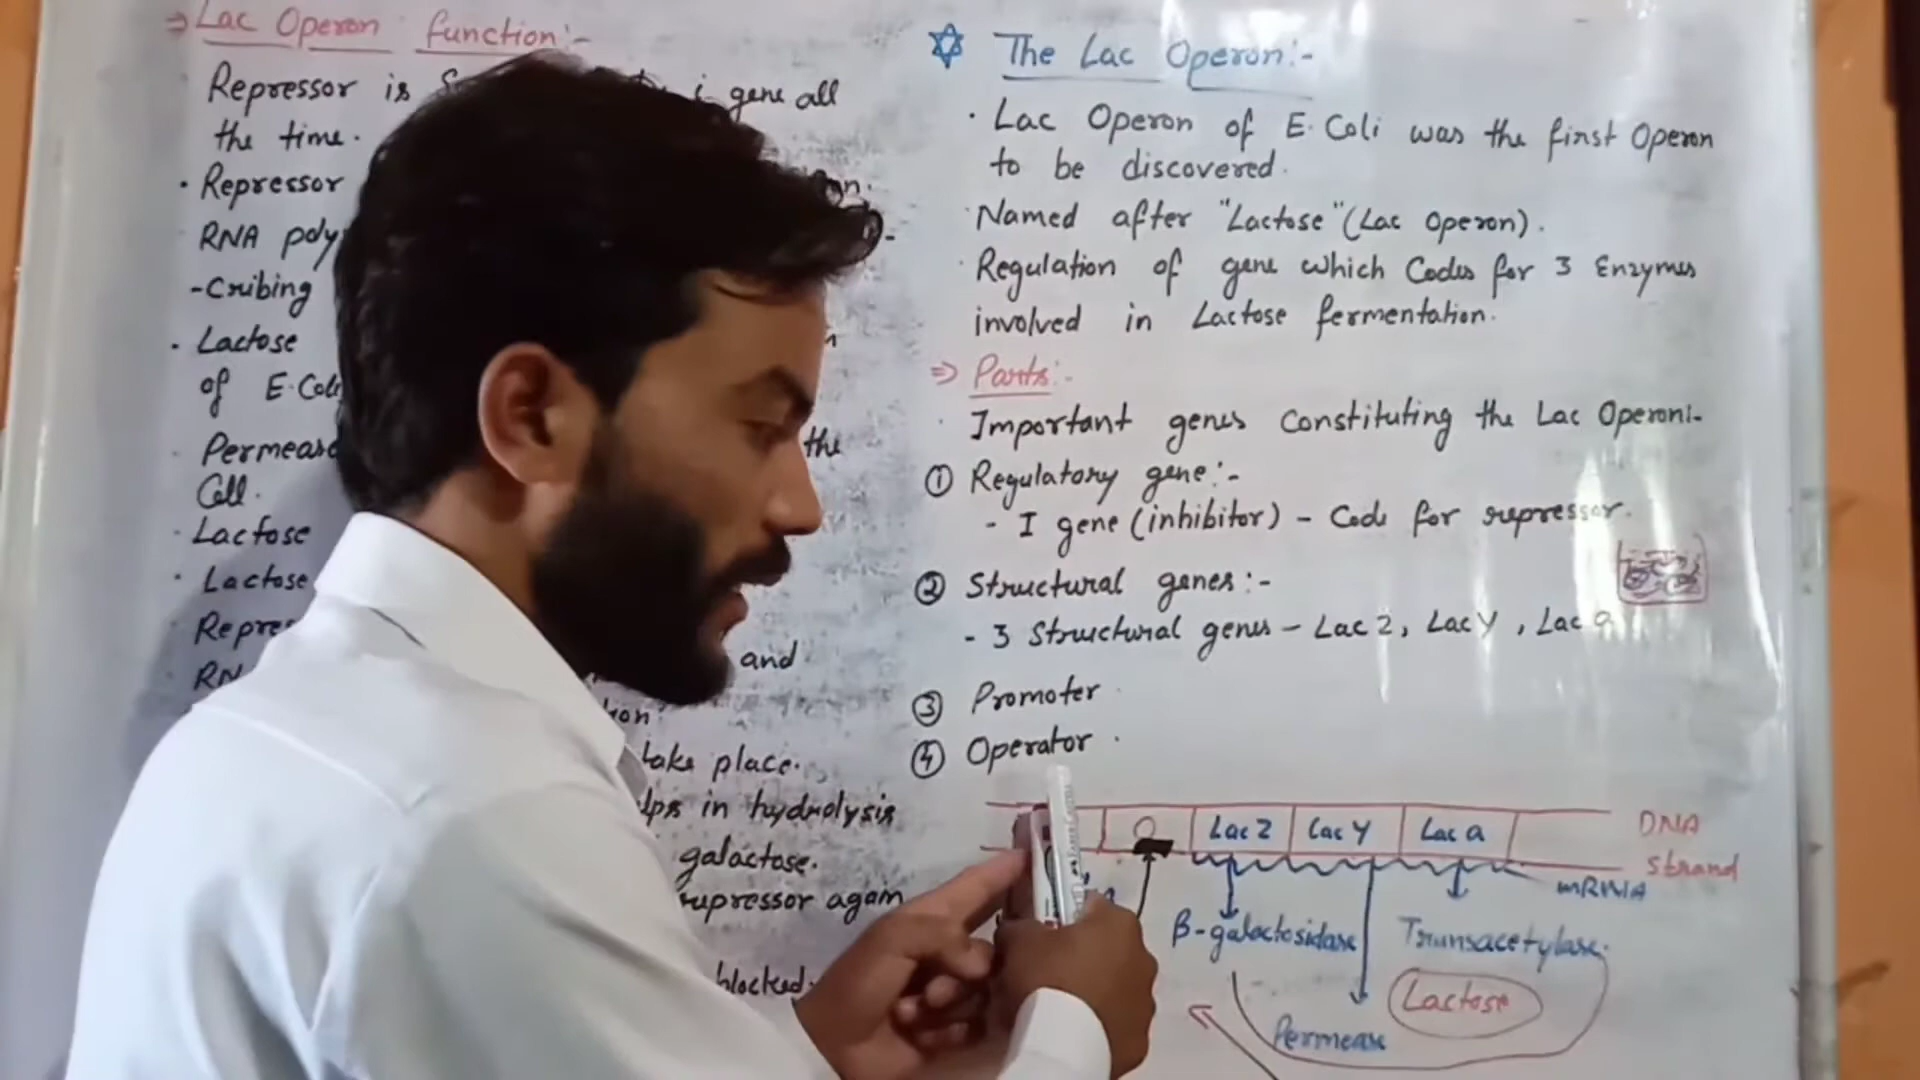 ⇒ Lac Operon function:-
Repressor is i gene all
the time.
• Repressor
RNA poly
-cribing
• Lactose
of E.Coli
Permease the
Cell.
• Lactose
• Lactose
Repre
RN and
take place.
lps in hydrolysis
galactose.
repressor again
blocked.
The Lac Operon:-
• Lac Operon of E. Coli was the first Operon
to be discovered.
• Named after "Lactose" (Lac Operon).
• Regulation of gene which Codes for 3 Enzymes
involved in Lactose fermentation.
⇒ Parts:-
• Important genes Constituting the Lac Operon:-
① Regulatory gene:-
- I gene (inhibitor) - Code for repressor.
② Structural genes:-
- 3 Structural genes - Lac Z, Lac Y, Lac a
③ Promoter
④ Operator
O Lac Z Lac Y Lac a DNA
Strand
mRNA
β-galactosidase Transacetylase.
Lactose
Permease